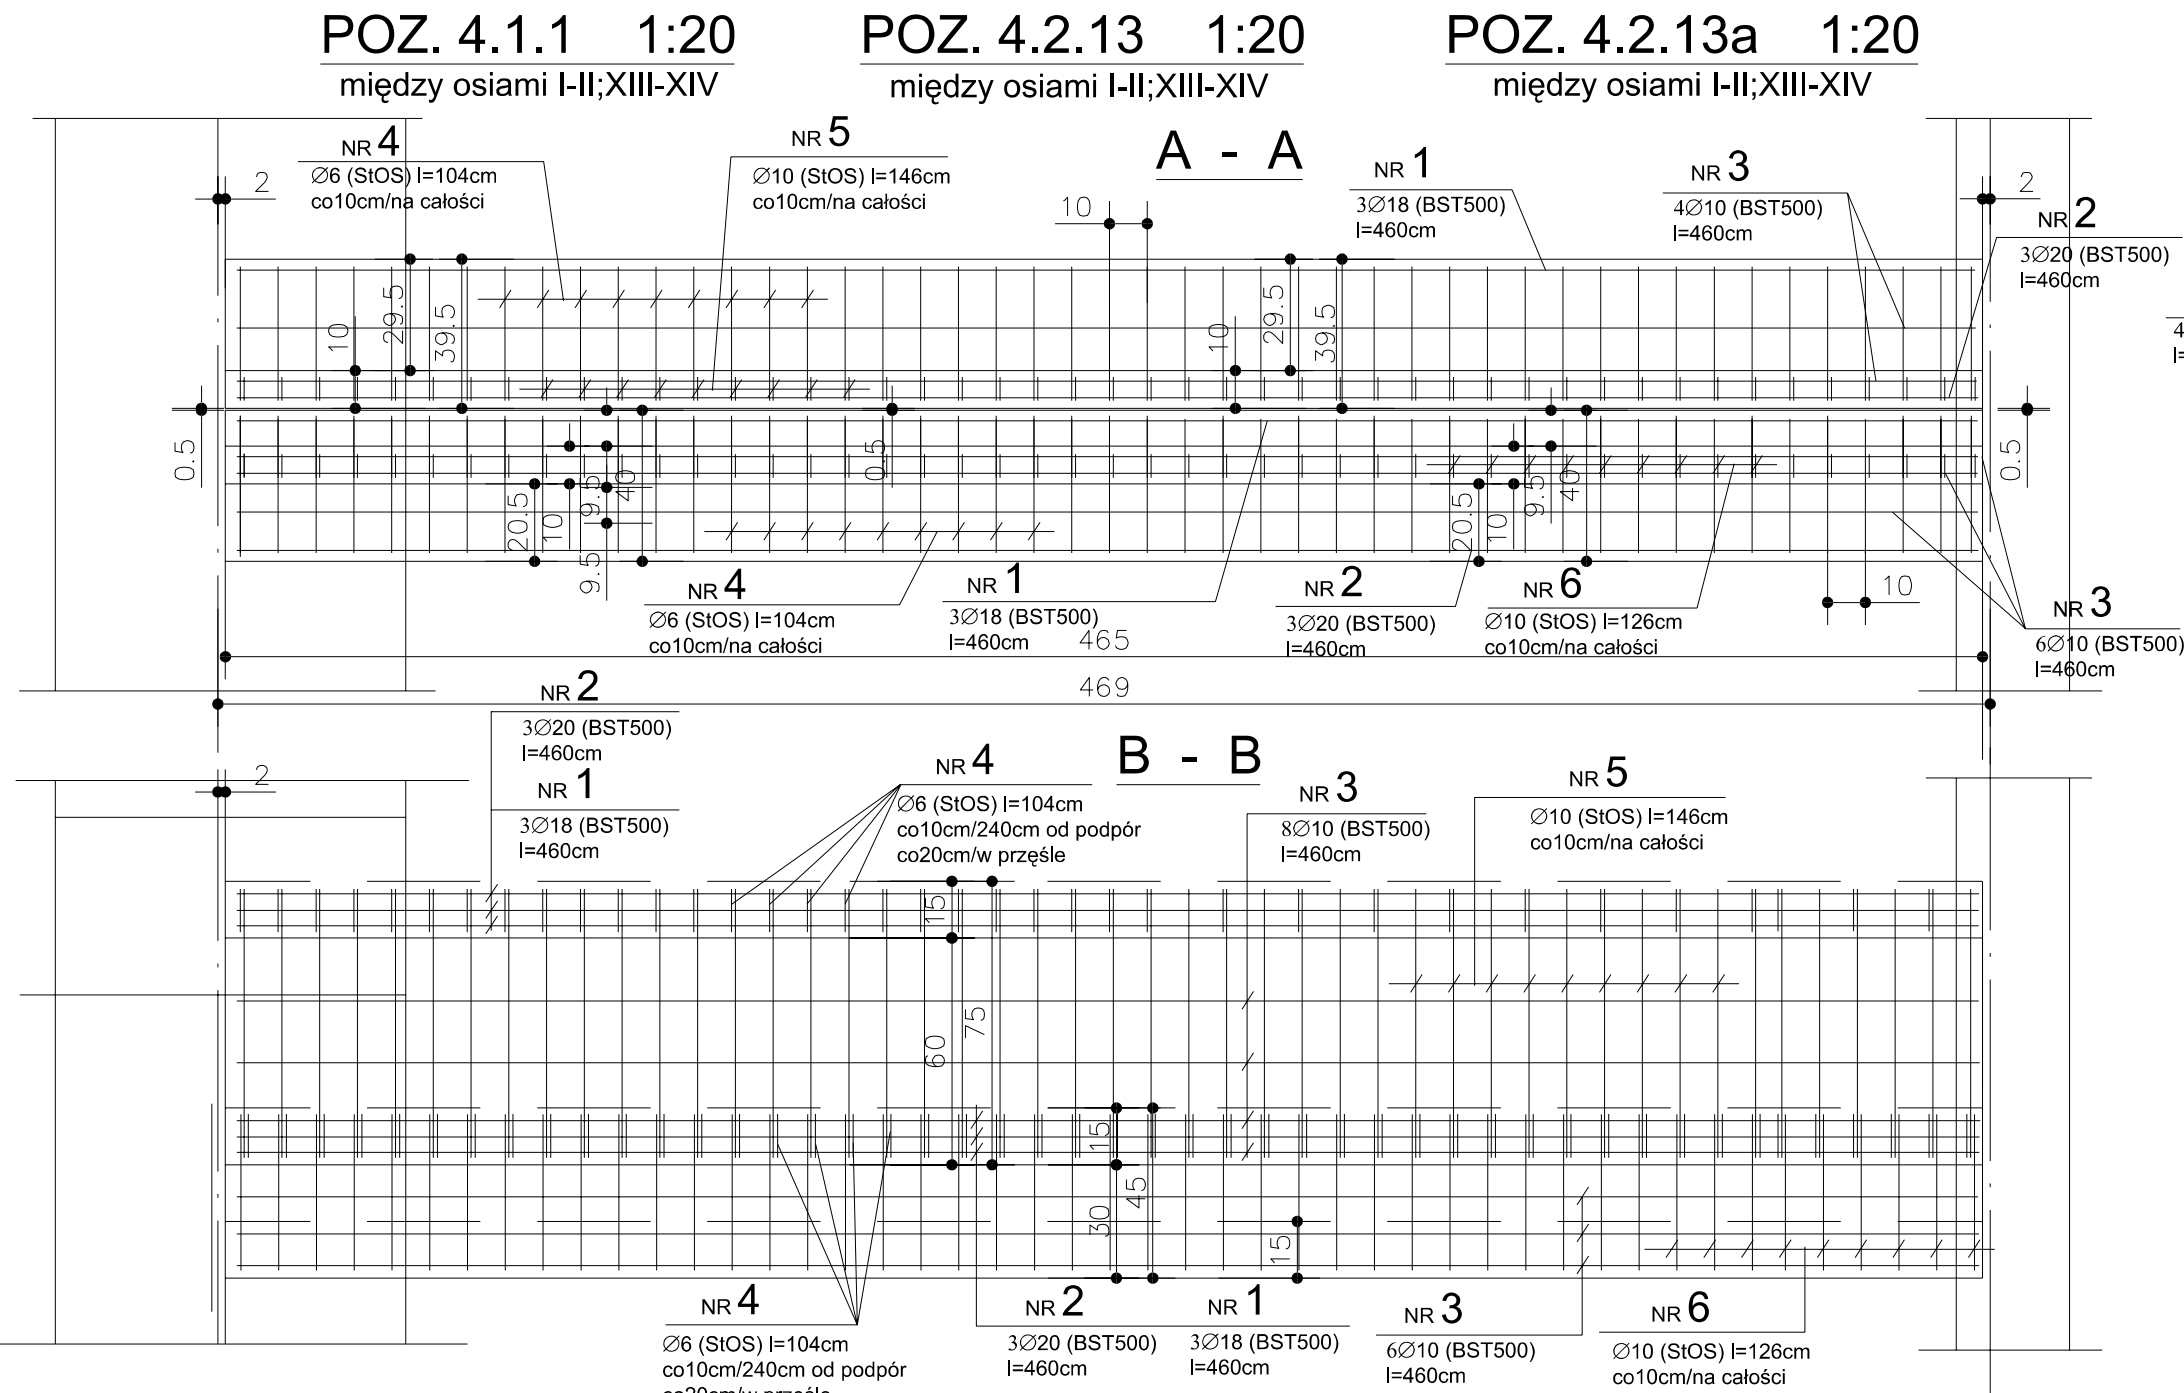 POZ. 4.1.1 1:20
między osiami I-II;XIII-XIV
POZ. 4.2.13 1:20
między osiami I-II;XIII-XIV
POZ. 4.2.13a 1:20
między osiami I-II;XIII-XIV
A - A
NR 4
Ø6 (StOS) l=104cm
co10cm/na całości
NR 5
Ø10 (StOS) l=146cm
co10cm/na całości
NR 1
3Ø18 (BST500)
l=460cm
NR 3
4Ø10 (BST500)
l=460cm
NR 2
3Ø20 (BST500)
l=460cm
4
l=
2
10
2
10
29.5
39.5
10
29.5
39.5
0.5
20.5
10
9.5
9.5
40
0.5
20.5
10
9.5
40
0.5
10
NR 4
Ø6 (StOS) l=104cm
co10cm/na całości
NR 1
3Ø18 (BST500)
l=460cm
NR 2
3Ø20 (BST500)
l=460cm
NR 6
Ø10 (StOS) l=126cm
co10cm/na całości
NR 3
6Ø10 (BST500)
l=460cm
465
469
B - B
NR 2
3Ø20 (BST500)
l=460cm
NR 1
3Ø18 (BST500)
l=460cm
2
NR 4
Ø6 (StOS) l=104cm
co10cm/240cm od podpór
co20cm/w przęśle
NR 3
8Ø10 (BST500)
l=460cm
NR 5
Ø10 (StOS) l=146cm
co10cm/na całości
15
60
75
15
30
45
15
NR 4
Ø6 (StOS) l=104cm
co10cm/240cm od podpór
co20cm/w przęśle
NR 2
3Ø20 (BST500)
l=460cm
NR 1
3Ø18 (BST500)
l=460cm
NR 3
6Ø10 (BST500)
l=460cm
NR 6
Ø10 (StOS) l=126cm
co10cm/na całości